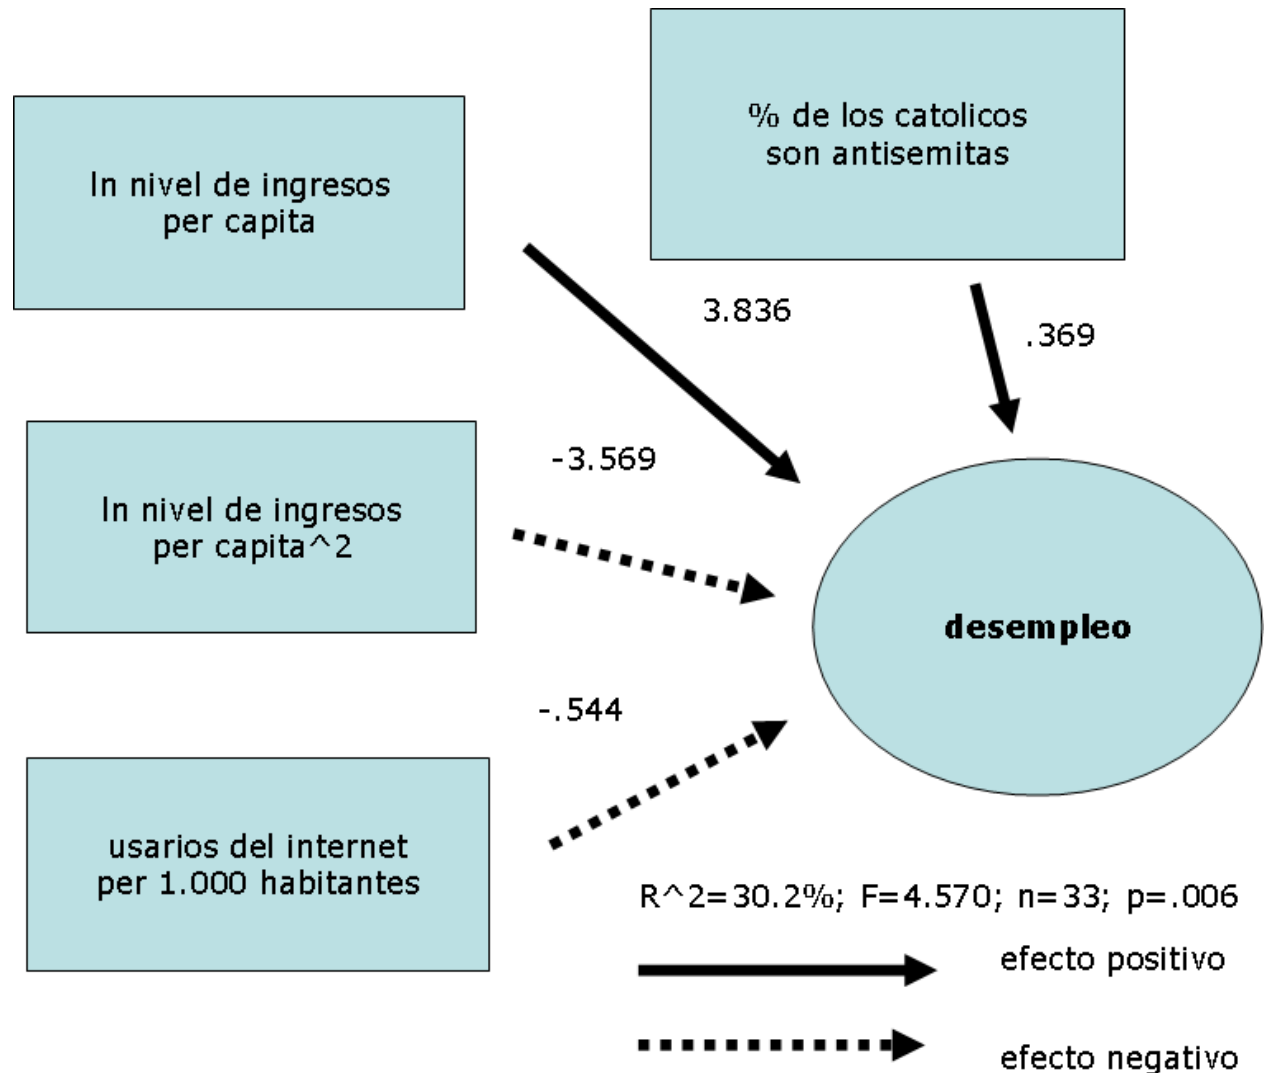 % de los catolicos
son antisemitas
ln nivel de ingresos
per capita
3.836
.369
-3.569
ln nivel de ingresos
per capita^2
desempleo
-.544
usarios del internet
per 1.000 habitantes
R^2=30.2%; F=4.570; n=33; p=.006
efecto positivo
efecto negativo